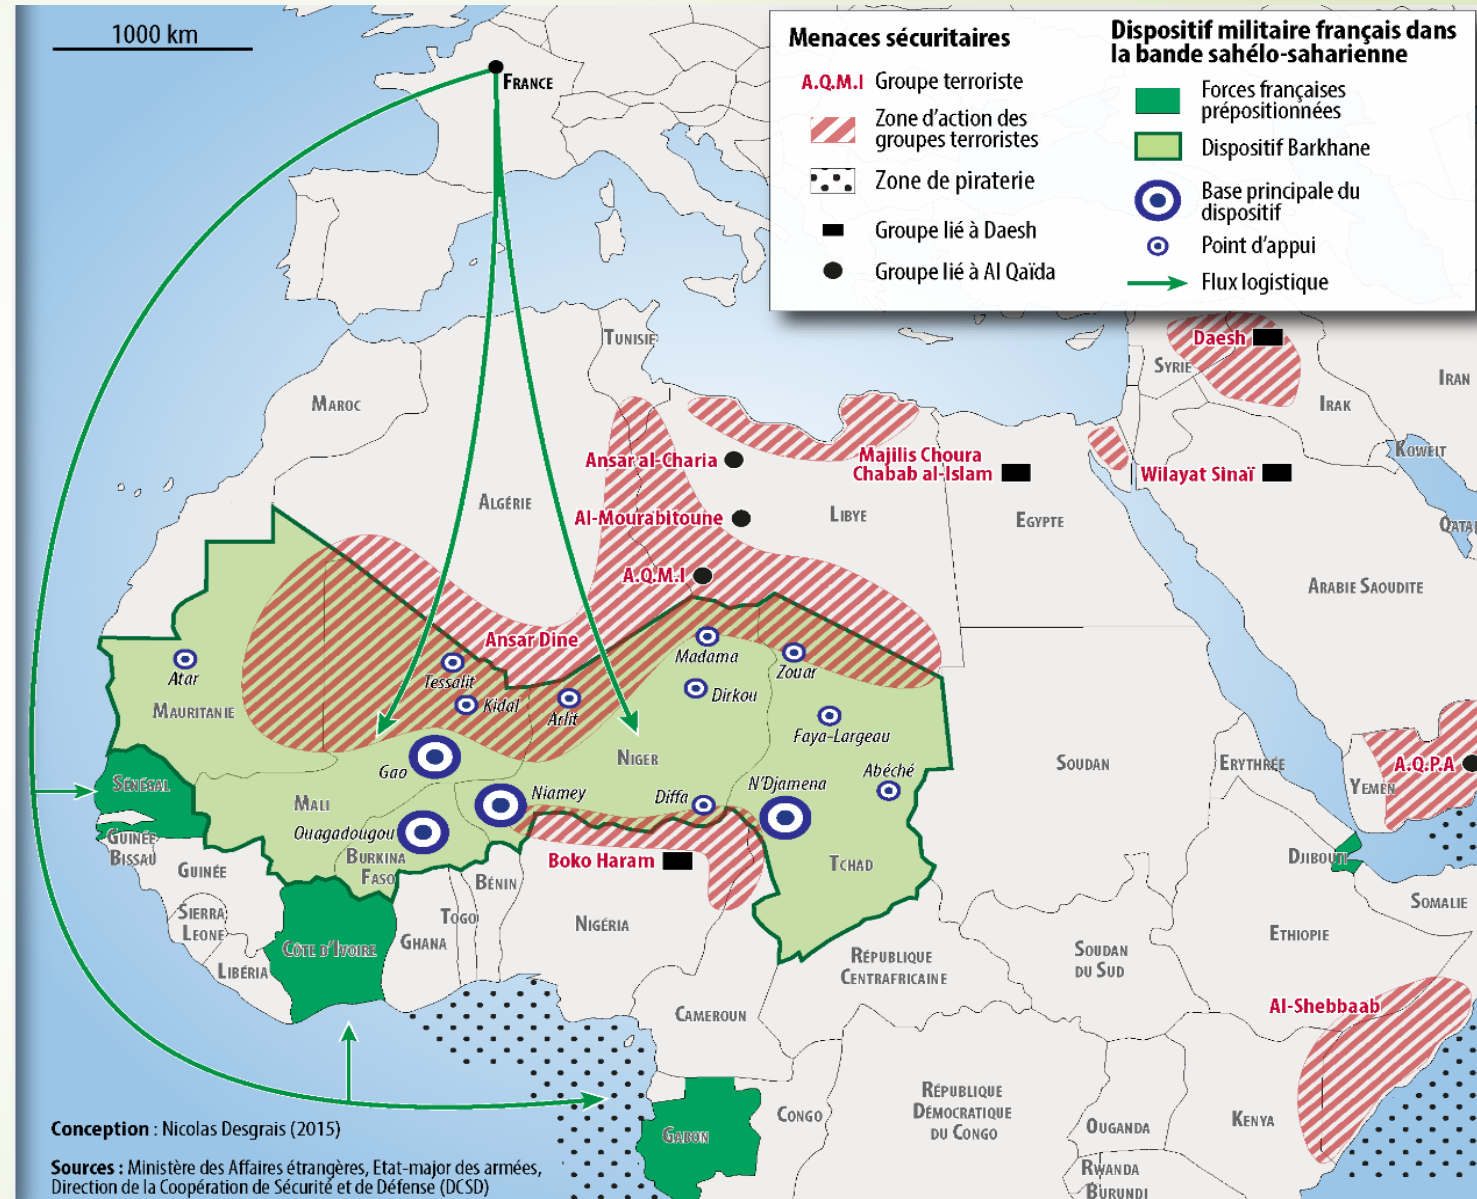 1000 km
FRANCE
Menaces sécuritaires
A.Q.M.I Groupe terroriste
Zone d'action des
groupes terroristes
Zone de piraterie
Groupe lié à Daesh
Groupe lié à Al Qaïda
Dispositif militaire français dans
la bande sahélo-saharienne
Forces françaises
prépositionnées
Dispositif Barkhane
Base principale du
dispositif
Point d'appui
Flux logistique
TUNISIE
Daesh
SYRIE
IRAN
MAROC
IRAK
Ansar al-Charia
Majilis Choura
Chabab al-Islam
KOWEIT
Wilayat Sinaï
ALGÉRIE
Al-Mourabitoune
LIBYE
EGYPTE
QATA
A.Q.M.I
ARABIE SAOUDITE
Ansar Dine
Madama
Atar
Tessalit
Zouar
Dirkou
Kidal
Arlit
MAURITANIE
Faya-Largeau
NIGER
Gao
SOUDAN
ERYTHRÉE
A.Q.P.A
YEMEN
SÉNÉGAL
Abéché
N'Djamena
Niamey
Diffa
MALI
Ouagadougou
GUINÉE
BISSAU
GUINÉE
BURKINA
FASO
Boko Haram
TCHAD
DJIBOUTI
BÉNIN
SOMALIE
SIERRA
LEONE
TOGO
NIGÉRIA
ETHIOPIE
CÔTE D'IVOIRE
GHANA
LIBÉRIA
RÉPUBLIQUE
CENTRAFRICAINE
SOUDAN
DU SUD
Al-Shebbaab
CAMEROUN
RÉPUBLIQUE
DÉMOCRATIQUE
DU CONGO
CONGO
KENYA
OUGANDA
GABON
RWANDA
BURUNDI
Conception : Nicolas Desgrais (2015)
Sources : Ministère des Affaires étrangères, Etat-major des armées,
Direction de la Coopération de Sécurité et de Défense (DCSD)